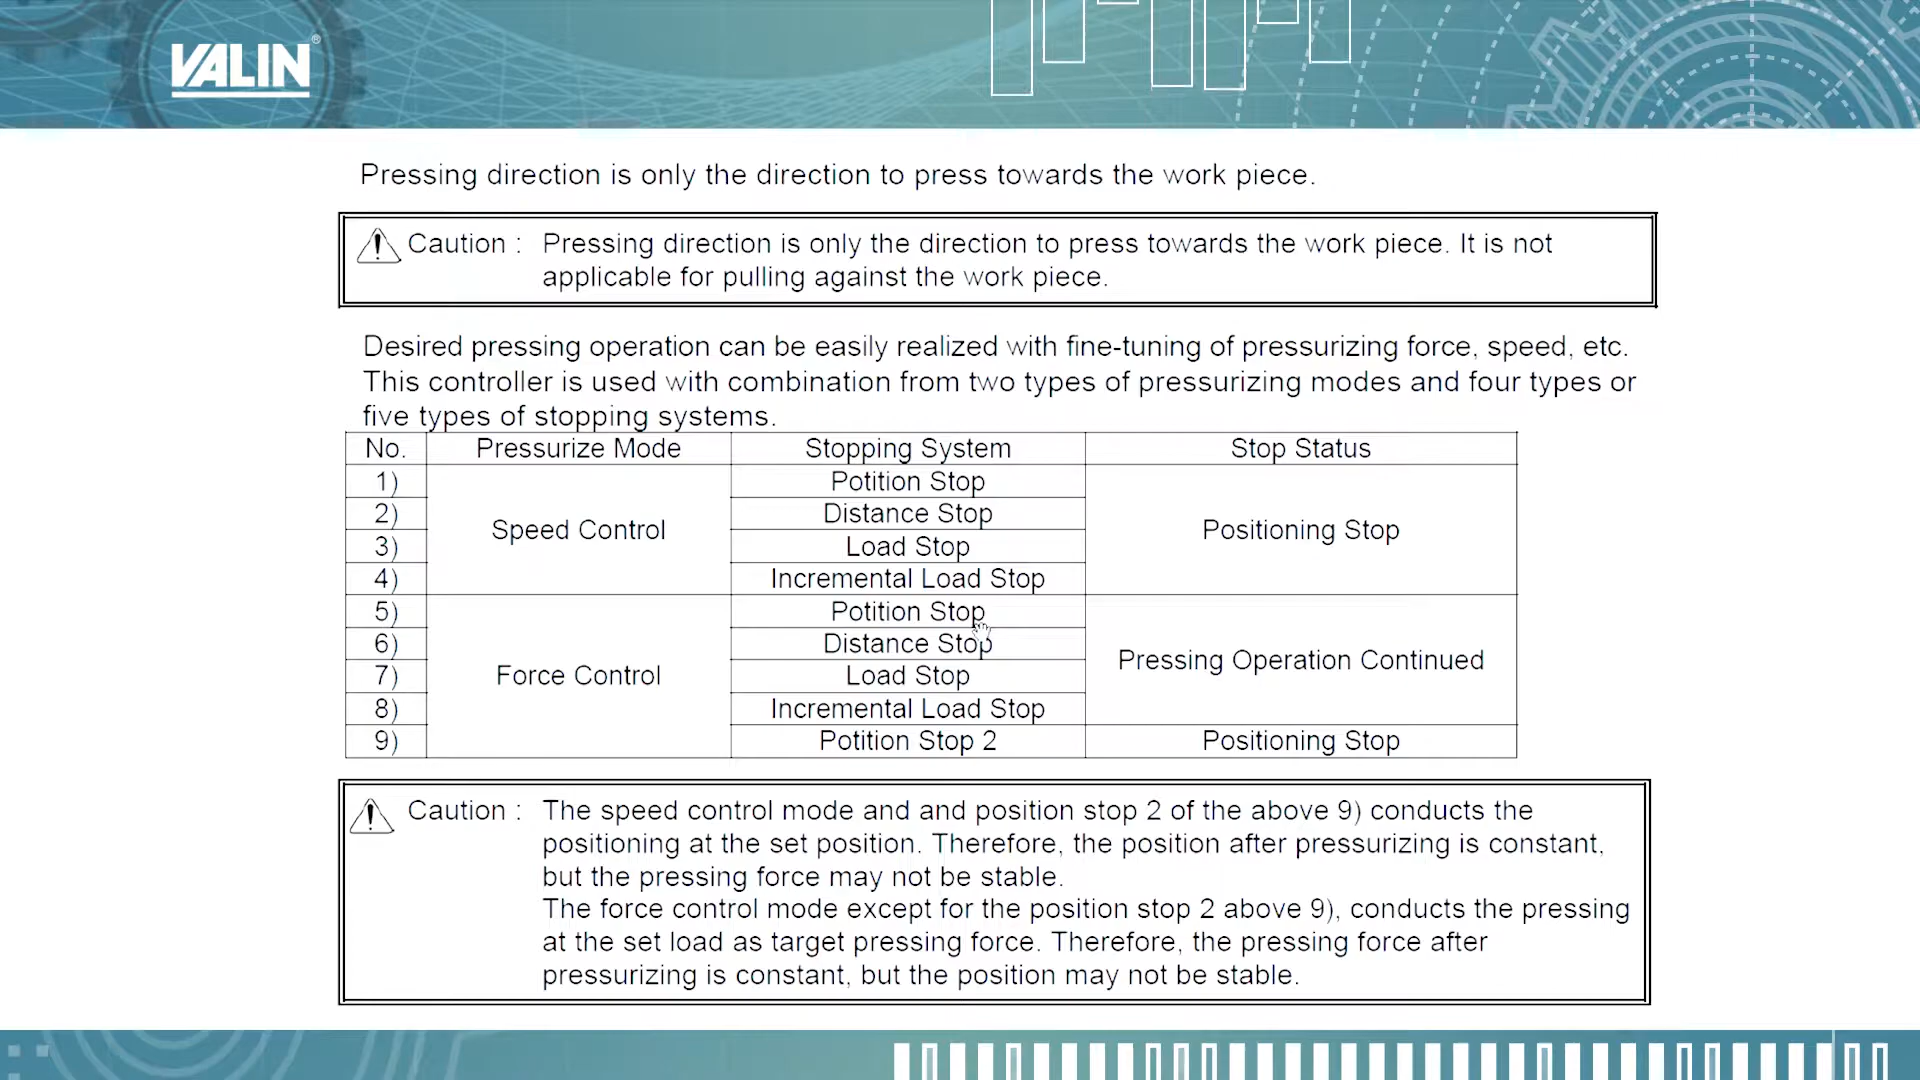 VALIN®
Pressing direction is only the direction to press towards the work piece.
Caution : Pressing direction is only the direction to press towards the work piece. It is not
applicable for pulling against the work piece.
Desired pressing operation can be easily realized with fine-tuning of pressurizing force, speed, etc.
This controller is used with combination from two types of pressurizing modes and four types or
five types of stopping systems.
No. Pressurize Mode Stopping System Stop Status
1) Speed Control Potition Stop Positioning Stop
2) Distance Stop
3) Load Stop
4) Incremental Load Stop
5) Force Control Potition Stop Pressing Operation Continued
6) Distance Stop
7) Load Stop
8) Incremental Load Stop
9) Potition Stop 2 Positioning Stop
Caution : The speed control mode and and position stop 2 of the above 9) conducts the
positioning at the set position. Therefore, the position after pressurizing is constant,
but the pressing force may not be stable.
The force control mode except for the position stop 2 above 9), conducts the pressing
at the set load as target pressing force. Therefore, the pressing force after
pressurizing is constant, but the position may not be stable.